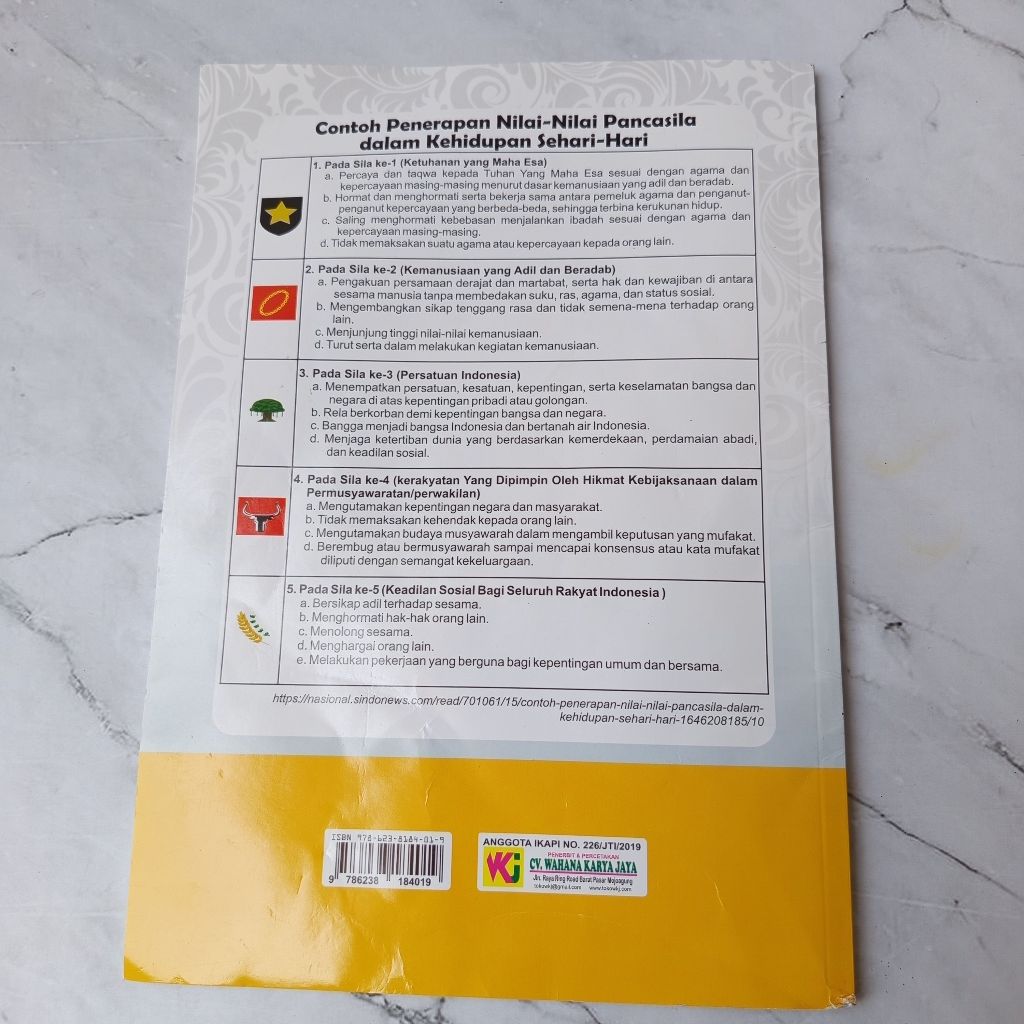 Contoh Penerapan Nilai-Nilai Pancasila
dalam Kehidupan Sehari-Hari
1. Pada Sila ke-1 (Ketuhanan yang Maha Esa)
a. Percaya dan taqwa kepada Tuhan Yang Maha Esa sesuai dengan agama dan
kepercayaan masing-masing menurut dasar kemanusiaan yang adil dan beradab.
b. Hormat dan menghormati serta bekerja sama antara pemeluk agama dan penganut-
penganut kepercayaan yang berbeda-beda, sehingga terbina kerukunan hidup.
c. Saling menghormati kebebasan menjalankan ibadah sesuai dengan agama dan
kepercayaan masing-masing.
d. Tidak memaksakan suatu agama atau kepercayaan kepada orang lain.
2. Pada Sila ke-2 (Kemanusiaan yang Adil dan Beradab)
a. Pengakuan persamaan derajat dan martabat, serta hak dan kewajiban di antara
sesama manusia tanpa membedakan suku, ras, agama, dan status sosial.
b. Mengembangkan sikap tenggang rasa dan tidak semena-mena terhadap orang
lain.
c. Menjunjung tinggi nilai-nilai kemanusiaan.
d. Turut serta dalam melakukan kegiatan kemanusiaan.
3. Pada Sila ke-3 (Persatuan Indonesia)
a. Menempatkan persatuan, kesatuan, kepentingan, serta keselamatan bangsa dan
negara di atas kepentingan pribadi atau golongan.
b. Rela berkorban demi kepentingan bangsa dan negara.
c. Bangga menjadi bangsa Indonesia dan bertanah air Indonesia.
d. Menjaga ketertiban dunia yang berdasarkan kemerdekaan, perdamaian abadi,
dan keadilan sosial.
4. Pada Sila ke-4 (kerakyatan Yang Dipimpin Oleh Hikmat Kebijaksanaan dalam
Permusyawaratan/perwakilan)
a. Mengutamakan kepentingan negara dan masyarakat.
b. Tidak memaksakan kehendak kepada orang lain.
c. Mengutamakan budaya musyawarah dalam mengambil keputusan yang mufakat.
d. Berembug atau bermusyawarah sampai mencapai konsensus atau kata mufakat
diliputi dengan semangat kekeluargaan.
5. Pada Sila ke-5 (Keadilan Sosial Bagi Seluruh Rakyat Indonesia )
a. Bersikap adil terhadap sesama.
b. Menghormati hak-hak orang lain.
c. Menolong sesama.
d. Menghargai orang lain.
e. Melakukan pekerjaan yang berguna bagi kepentingan umum dan bersama.
https://nasional.sindonews.com/read/701061/15/contoh-penerapan-nilai-nilai-pancasila-dalam-
kehidupan-sehari-hari-1646208185/10
ISBN 978-623-8184-01-9
9 786238 184019
ANGGOTA IKAPI NO. 226/JTI/2019
WKJ
PENERBIT & PERCETAKAN
CV. WAHANA KARYA JAYA
Jln. Raya Ring Road Barat Pasar Mojoagung
tokowkj@gmail.com www.tokowkj.com